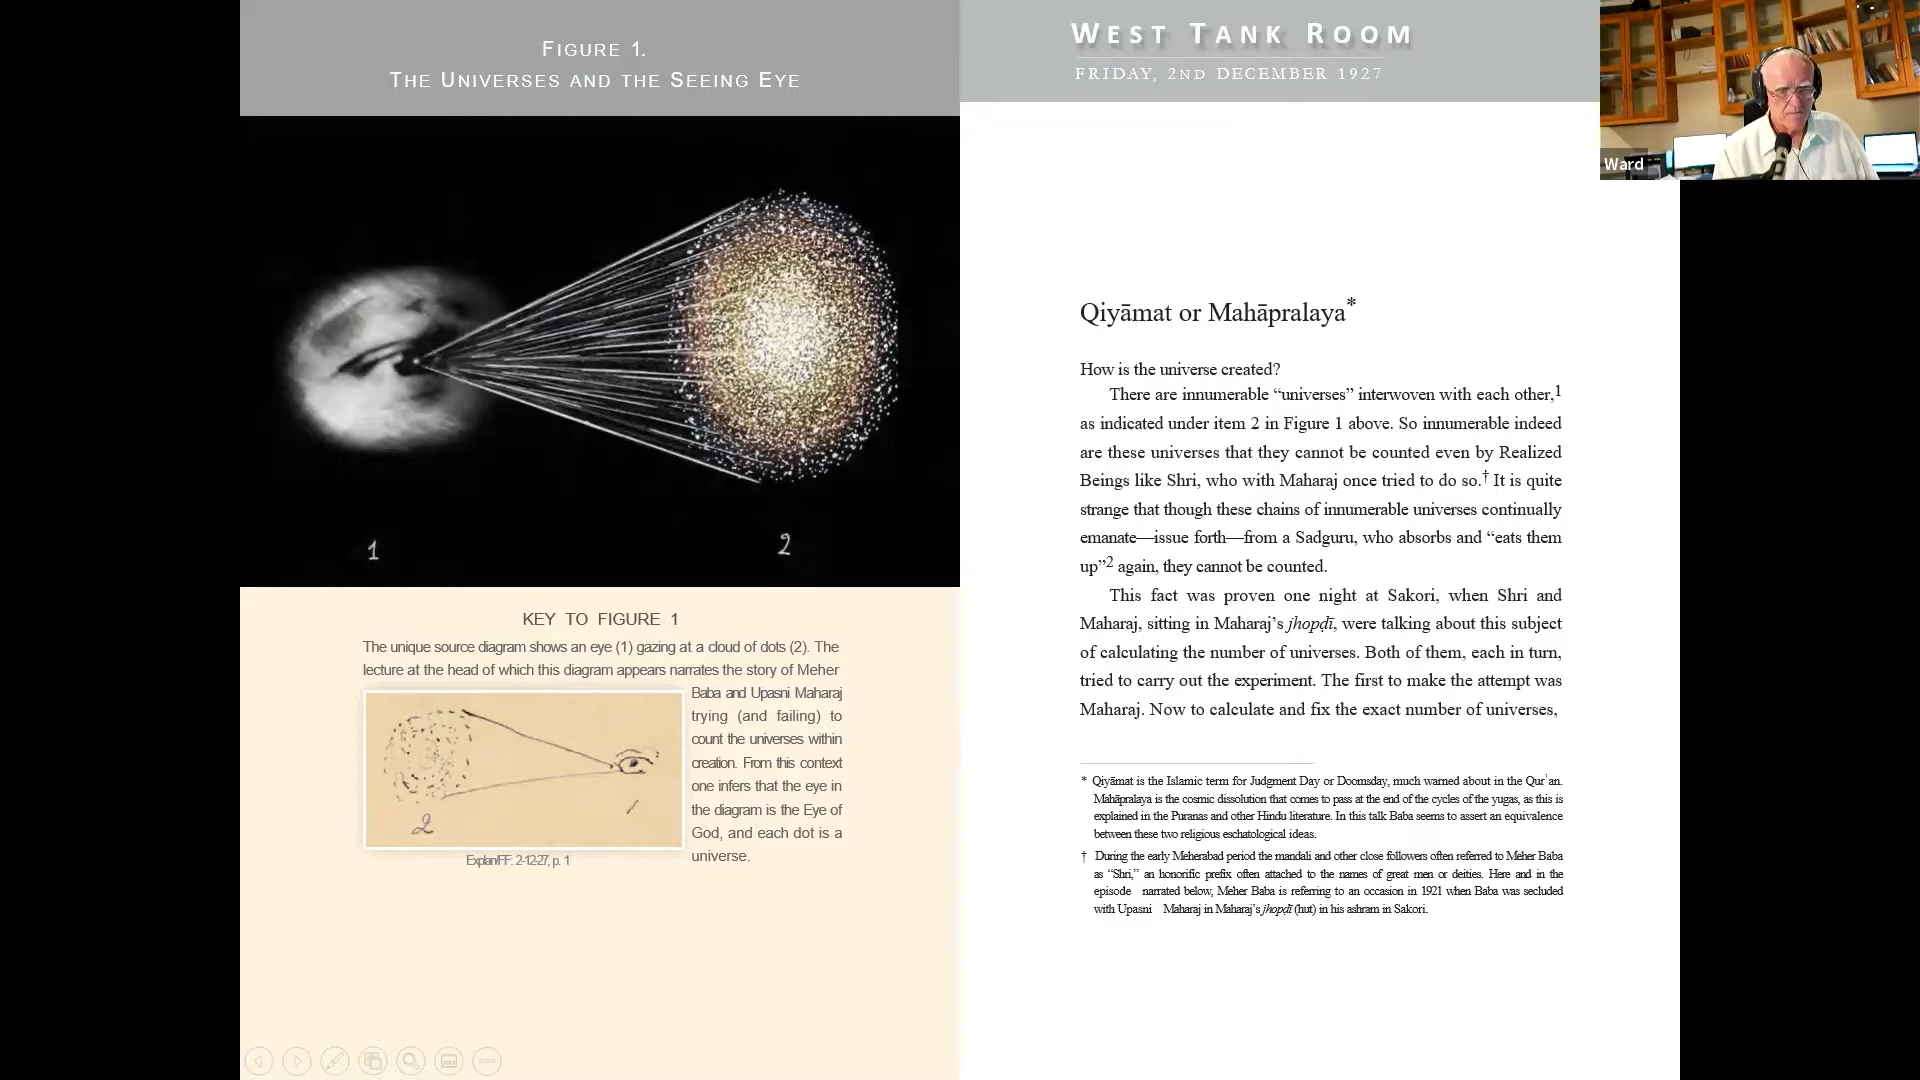 FIGURE 1.
THE UNIVERSES AND THE SEEING EYE
1
2
KEY TO FIGURE 1
The unique source diagram shows an eye (1) gazing at a cloud of dots (2). The
lecture at the head of which this diagram appears narrates the story of Meher
Baba and Upasni Maharaj
trying (and failing) to
count the universes within
creation. From this context
one infers that the eye in
the diagram is the Eye of
God, and each dot is a
universe.
2
1
Explan/FF: 2-12-27, p. 1
WEST TANK ROOM
FRIDAY, 2ND DECEMBER 1927
Qiyāmat or Mahāpralaya*
How is the universe created?
There are innumerable “universes” interwoven with each other,1
as indicated under item 2 in Figure 1 above. So innumerable indeed
are these universes that they cannot be counted even by Realized
Beings like Shri, who with Maharaj once tried to do so.† It is quite
strange that though these chains of innumerable universes continually
emanate—issue forth—from a Sadguru, who absorbs and “eats them
up”2 again, they cannot be counted.
This fact was proven one night at Sakori, when Shri and
Maharaj, sitting in Maharaj’s jhopḍī, were talking about this subject
of calculating the number of universes. Both of them, each in turn,
tried to carry out the experiment. The first to make the attempt was
Maharaj. Now to calculate and fix the exact number of universes,
* Qiyāmat is the Islamic term for Judgment Day or Doomsday, much warned about in the Qurʾan.
Mahāpralaya is the cosmic dissolution that comes to pass at the end of the cycles of the yugas, as this is
explained in the Puranas and other Hindu literature. In this talk Baba seems to assert an equivalence
between these two religious eschatological ideas.
† During the early Meherabad period the mandali and other close followers often referred to Meher Baba
as “Shri,” an honorific prefix often attached to the names of great men or deities. Here and in the
episode narrated below, Meher Baba is referring to an occasion in 1921 when Baba was secluded
with Upasni Maharaj in Maharaj’s jhopḍī (hut) in his ashram in Sakori.
Ward